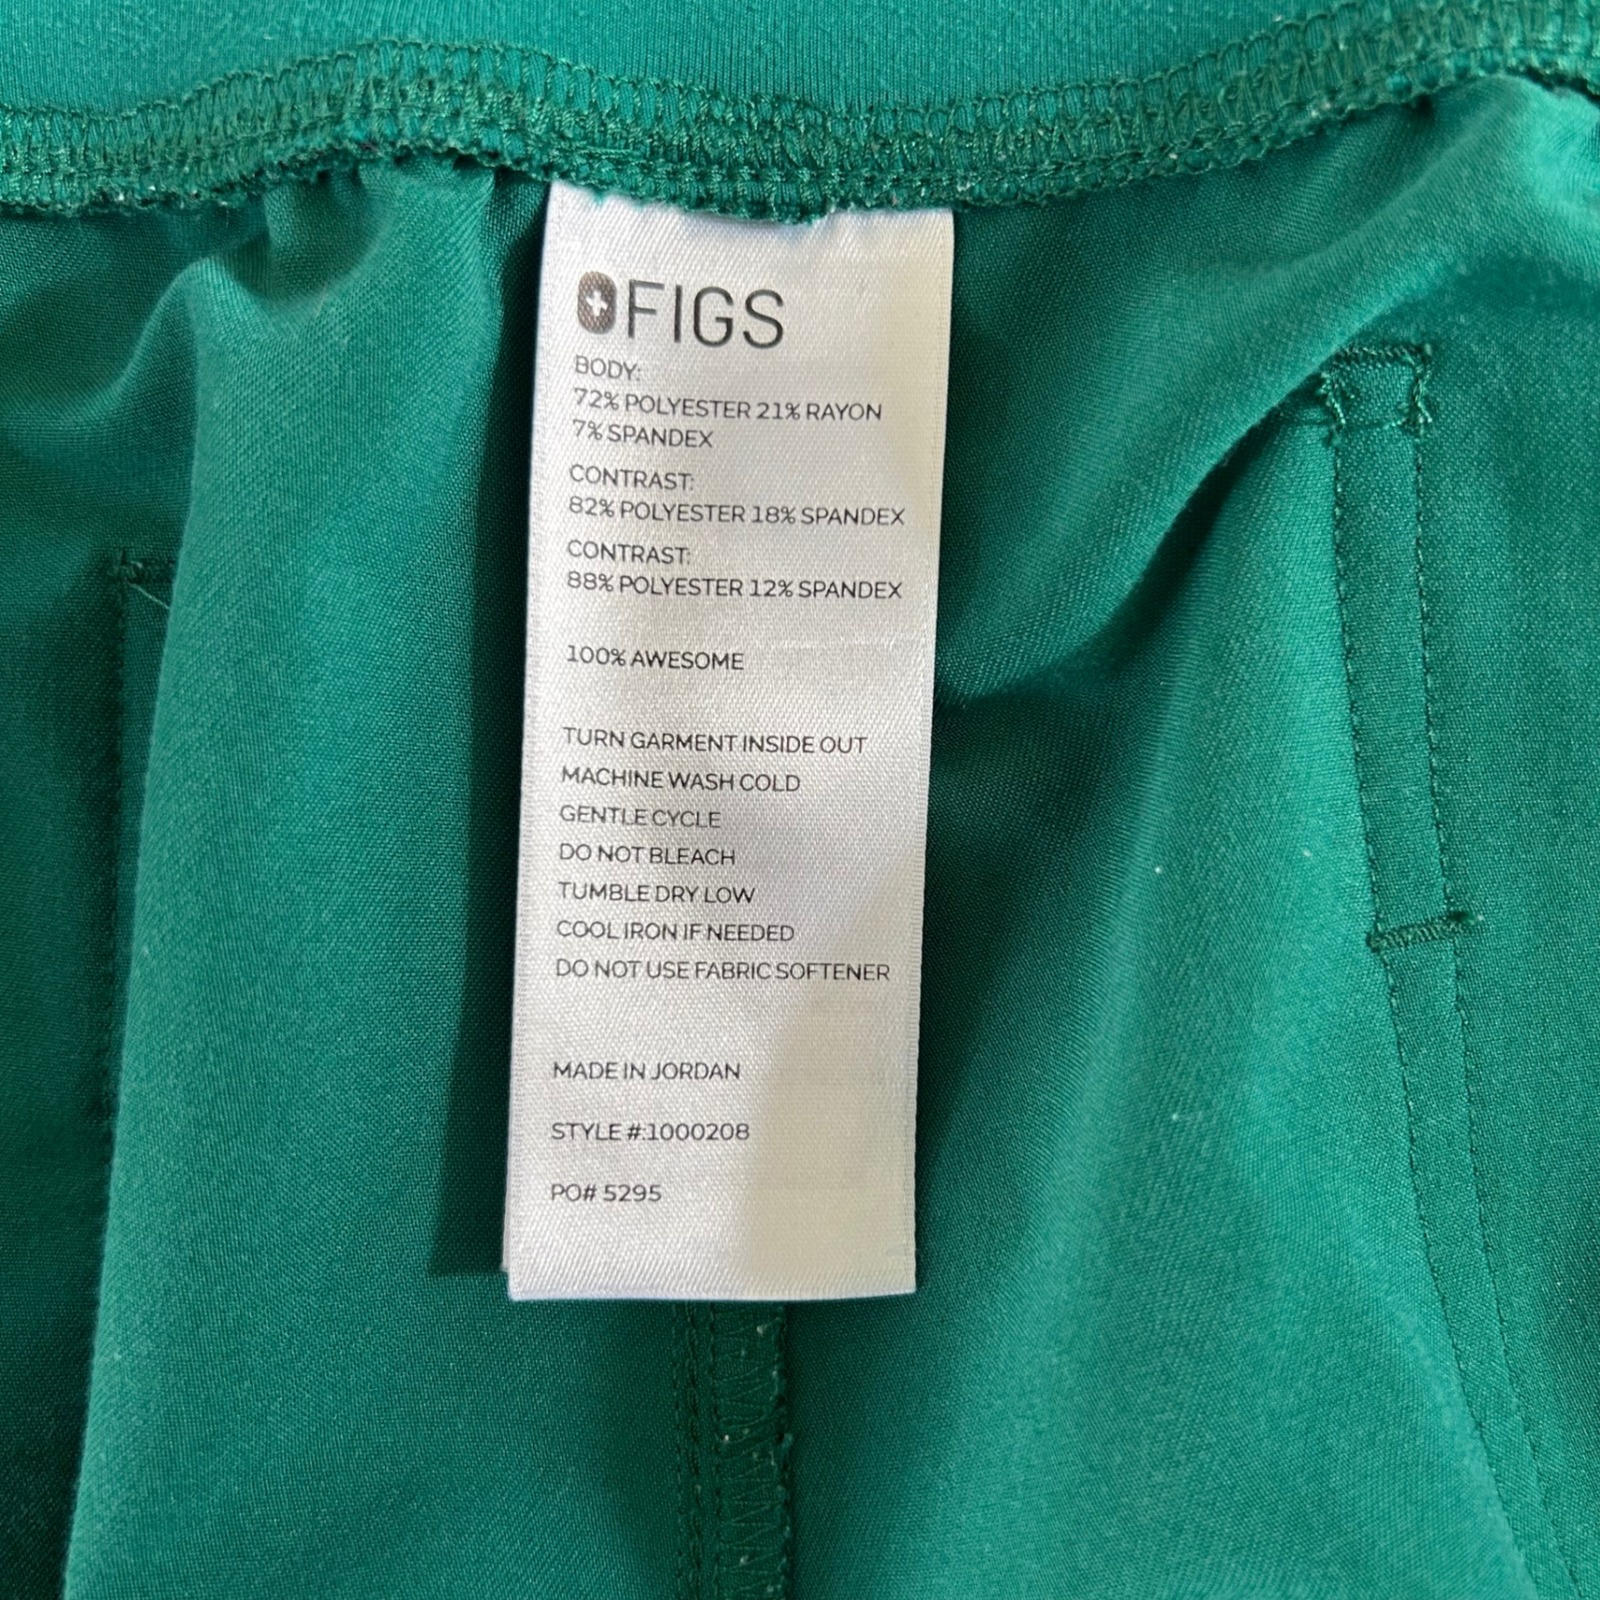 FIGS
BODY:
72% POLYESTER 21% RAYON
7% SPANDEX
CONTRAST:
82% POLYESTER 18% SPANDEX
CONTRAST:
88% POLYESTER 12% SPANDEX
100% AWESOME
TURN GARMENT INSIDE OUT
MACHINE WASH COLD
GENTLE CYCLE
DO NOT BLEACH
TUMBLE DRY LOW
COOL IRON IF NEEDED
DO NOT USE FABRIC SOFTENER
MADE IN JORDAN
STYLE #:1000208
PO# 5295